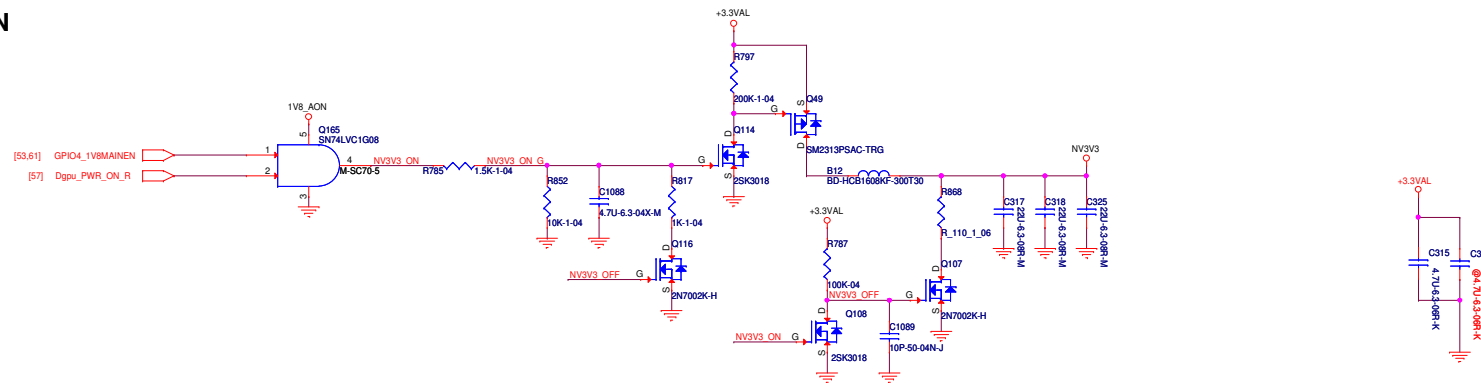 N
+3.3VAL
R797
200K-1-04
G
S
Q49
D
SM2313PSAC-TRG
1V8_AON
5
Q165
SN74LVC1G08
[53,61] GPIO4_1V8MAINEN
1
[57] Dgpu_PWR_ON_R
2
4
M-SC70-5
3
NV3V3_ON
R785
1.5K-1-04
NV3V3_ON_G
G
D
Q114
S
2SK3018
R852
10K-1-04
C1088
4.7U-6.3-04X-M
R817
1K-1-04
D
Q116
NV3V3_OFF
G
S
2N7002K-H
B12
BD-HCB1608KF-300T30
NV3V3
R868
R_110_1_06
C317
22U-6.3-08R-M
C318
22U-6.3-08R-M
C325
22U-6.3-08R-M
+3.3VAL
R787
100K-04
NV3V3_OFF
G
D
Q107
S
2N7002K-H
D
Q108
NV3V3_ON
G
S
2SK3018
C1089
10P-50-04N-J
+3.3VAL
C315
4.7U-6.3-06R-K
C3
@4.7U-6.3-06R-K